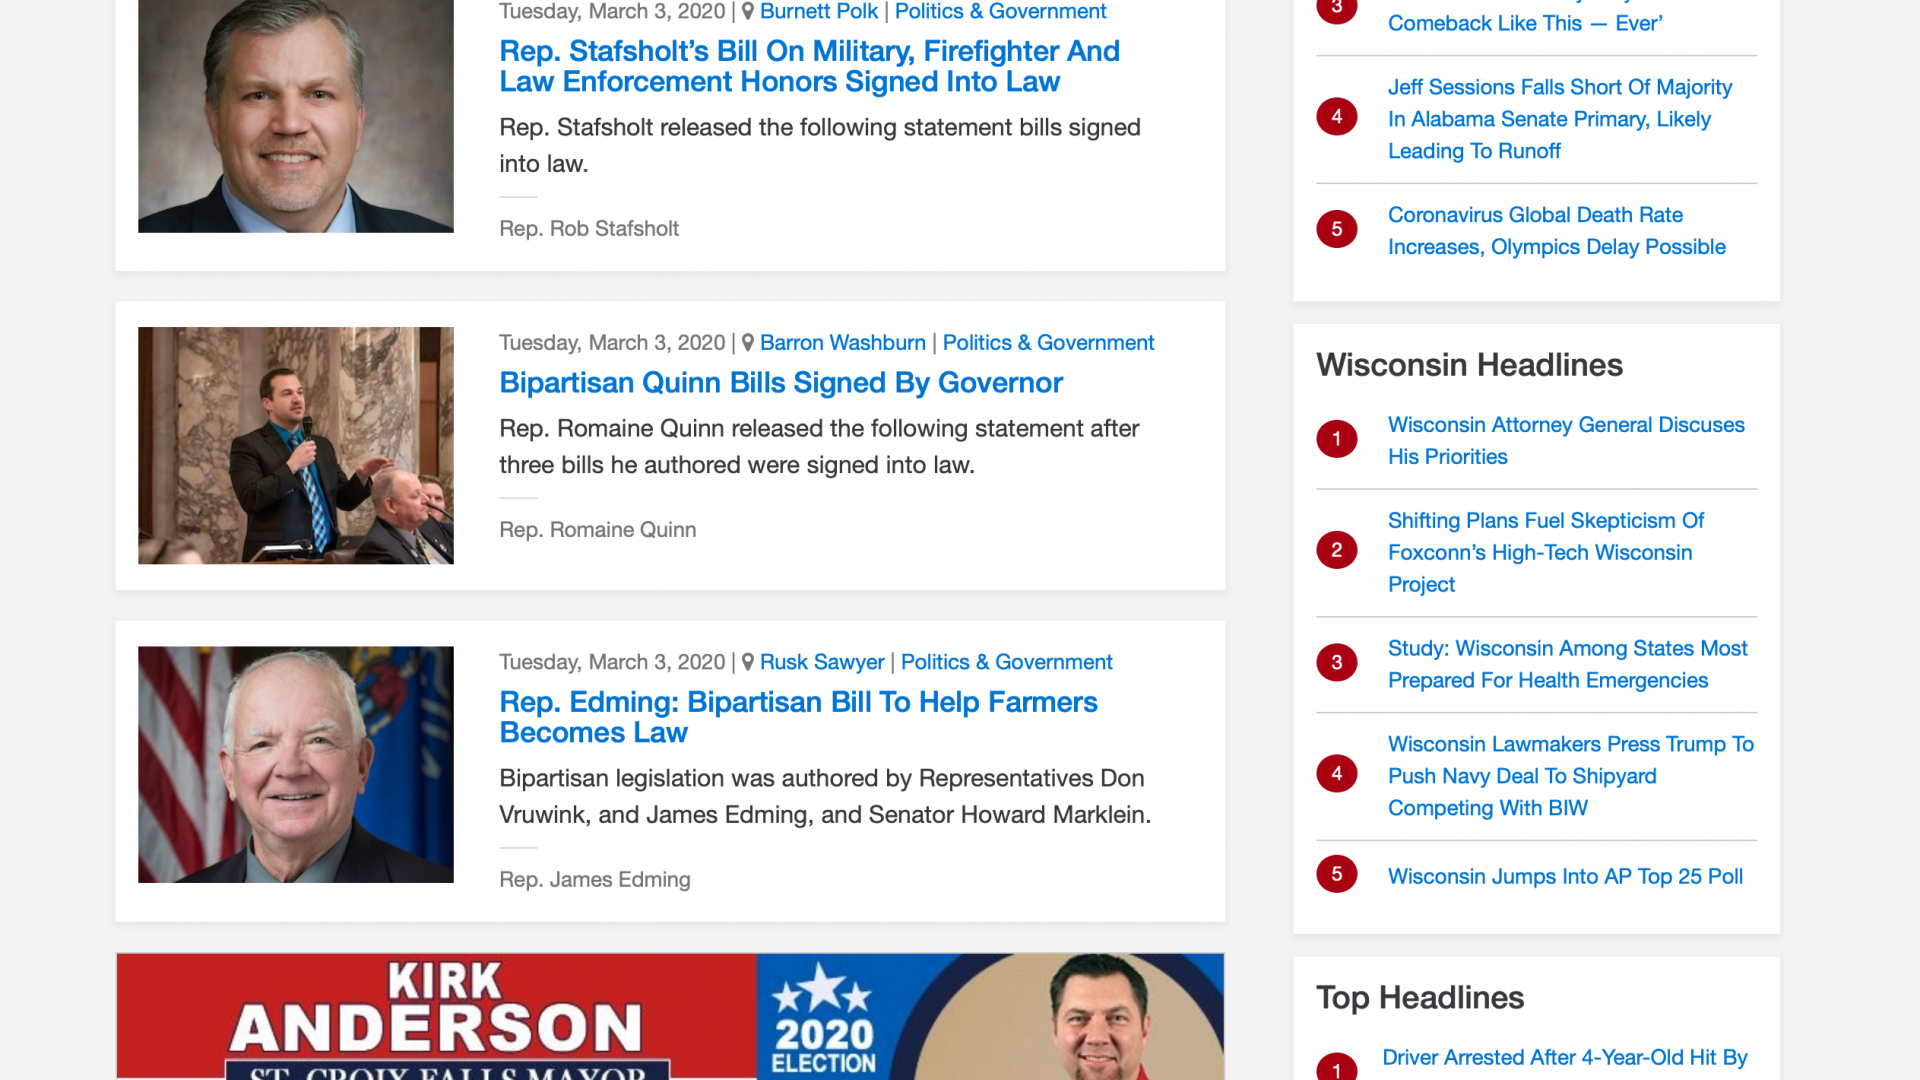 Tuesday, March 3, 2020 | Burnett Polk | Politics & Government
Rep. Stafsholt’s Bill On Military, Firefighter And
Law Enforcement Honors Signed Into Law
Rep. Stafsholt released the following statement bills signed
into law.
Rep. Rob Stafsholt
Tuesday, March 3, 2020 | Barron Washburn | Politics & Government
Bipartisan Quinn Bills Signed By Governor
Rep. Romaine Quinn released the following statement after
three bills he authored were signed into law.
Rep. Romaine Quinn
Tuesday, March 3, 2020 | Rusk Sawyer | Politics & Government
Rep. Edming: Bipartisan Bill To Help Farmers
Becomes Law
Bipartisan legislation was authored by Representatives Don
Vruwink, and James Edming, and Senator Howard Marklein.
Rep. James Edming
KIRK
ANDERSON
ST. CROIX FALLS MAYOR
2020
ELECTION
3
Comeback Like This — Ever’
4
Jeff Sessions Falls Short Of Majority
In Alabama Senate Primary, Likely
Leading To Runoff
5
Coronavirus Global Death Rate
Increases, Olympics Delay Possible
Wisconsin Headlines
1
Wisconsin Attorney General Discuses
His Priorities
2
Shifting Plans Fuel Skepticism Of
Foxconn’s High-Tech Wisconsin
Project
3
Study: Wisconsin Among States Most
Prepared For Health Emergencies
4
Wisconsin Lawmakers Press Trump To
Push Navy Deal To Shipyard
Competing With BIW
5
Wisconsin Jumps Into AP Top 25 Poll
Top Headlines
1
Driver Arrested After 4-Year-Old Hit By